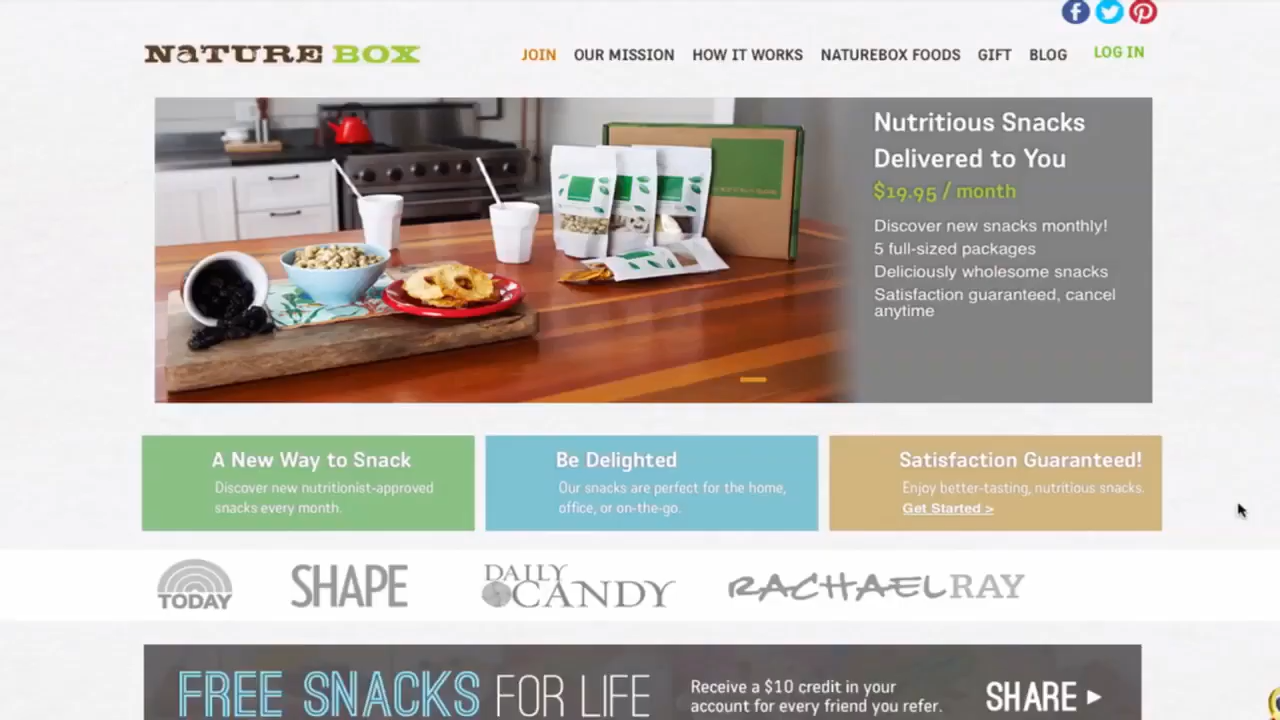 NaTURE BOX
JOIN OUR MISSION HOW IT WORKS NATUREBOX FOODS GIFT BLOG LOG IN
Nutritious Snacks
Delivered to You
$19.95 / month
Discover new snacks monthly!
5 full-sized packages
Deliciously wholesome snacks
Satisfaction guaranteed, cancel
anytime
A New Way to Snack
Discover new nutritionist-approved
snacks every month.
Be Delighted
Our snacks are perfect for the home,
office, or on-the-go.
Satisfaction Guaranteed!
Enjoy better-tasting, nutritious snacks.
Get Started >
TODAY
SHAPE
DAILY
CANDY
RACHAELRAY
FREE SNACKS FOR LIFE
Receive a $10 credit in your
account for every friend you refer.
SHARE